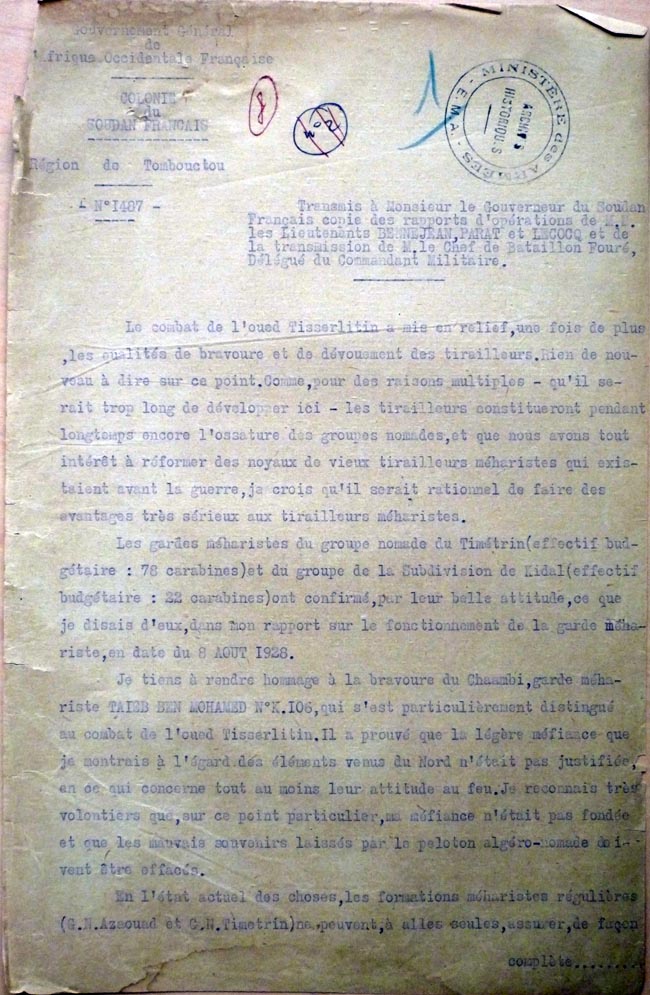 Gouvernement Général
de
l'Afrique Occidentale Française
COLONIE
du
SOUDAN FRANCAIS
Région de Tombouctou
- N°I487 -
8
N°2
1
MINISTÈRE des ARMÉES
- E.M.A -
ARCHIVES
HISTORIQUES
Transmis à Monsieur le Gouverneur du Soudan
Français copie des rapports d'opérations de M.M.
les Lieutenants BENNEJEAN,PARAT et LECOCQ et de
la transmission de M.le Chef de Bataillon Fouré,
Délégué du Commandant Militaire.
Le combat de l'oued Tisserlitin a mis en relief,une fois de plus
,les qualités de bravoure et de dévouement des tirailleurs.Rien de nou-
veau à dire sur ce point.Comme,pour des raisons multiples - qu'il se-
rait trop long de développer ici - les tirailleurs constitueront pendant
longtemps encore l'ossature des groupes nomades,et que nous avons tout
intérêt à réformer des noyaux de vieux tirailleurs méharistes qui exis-
taient avant la guerre,je crois qu'il serait rationnel de faire des
avantages très sérieux aux tirailleurs méharistes.
Les gardes méharistes du groupe nomade du Timétrin(effectif bud-
gétaire : 78 carabines)et du groupe de la Subdivision de Kidal(effectif
budgétaire : 22 carabines)ont confirmé,par leur belle attitude,ce que
je disais d'eux,dans mon rapport sur le fonctionnement de la garde méha-
riste,en date du 8 AOUT I928.
Je tiens à rendre hommage à la bravoure du Chaambi,garde méha-
riste TAIEB BEN MOHAMED N°K.I06,qui s'est particulièrement distingué
au combat de l'oued Tisserlitin.Il a prouvé que la légère méfiance que
je montrais à l'égard des éléments venus du Nord n'était pas justifiée,
en ce qui concerne tout au moins leur attitude au feu.Je reconnais très
volontiers que,sur ce point particulier,ma méfiance n'était pas fondée
et que les mauvais souvenirs laissés par le peloton algéro-nomade doi-
vent être effacés.
En l'état actuel des choses,les formations méharistes régulières
(G.N.Azaouad et G.N.Timetrin)ne peuvent,à elles seules,assurer,de façon
complète........